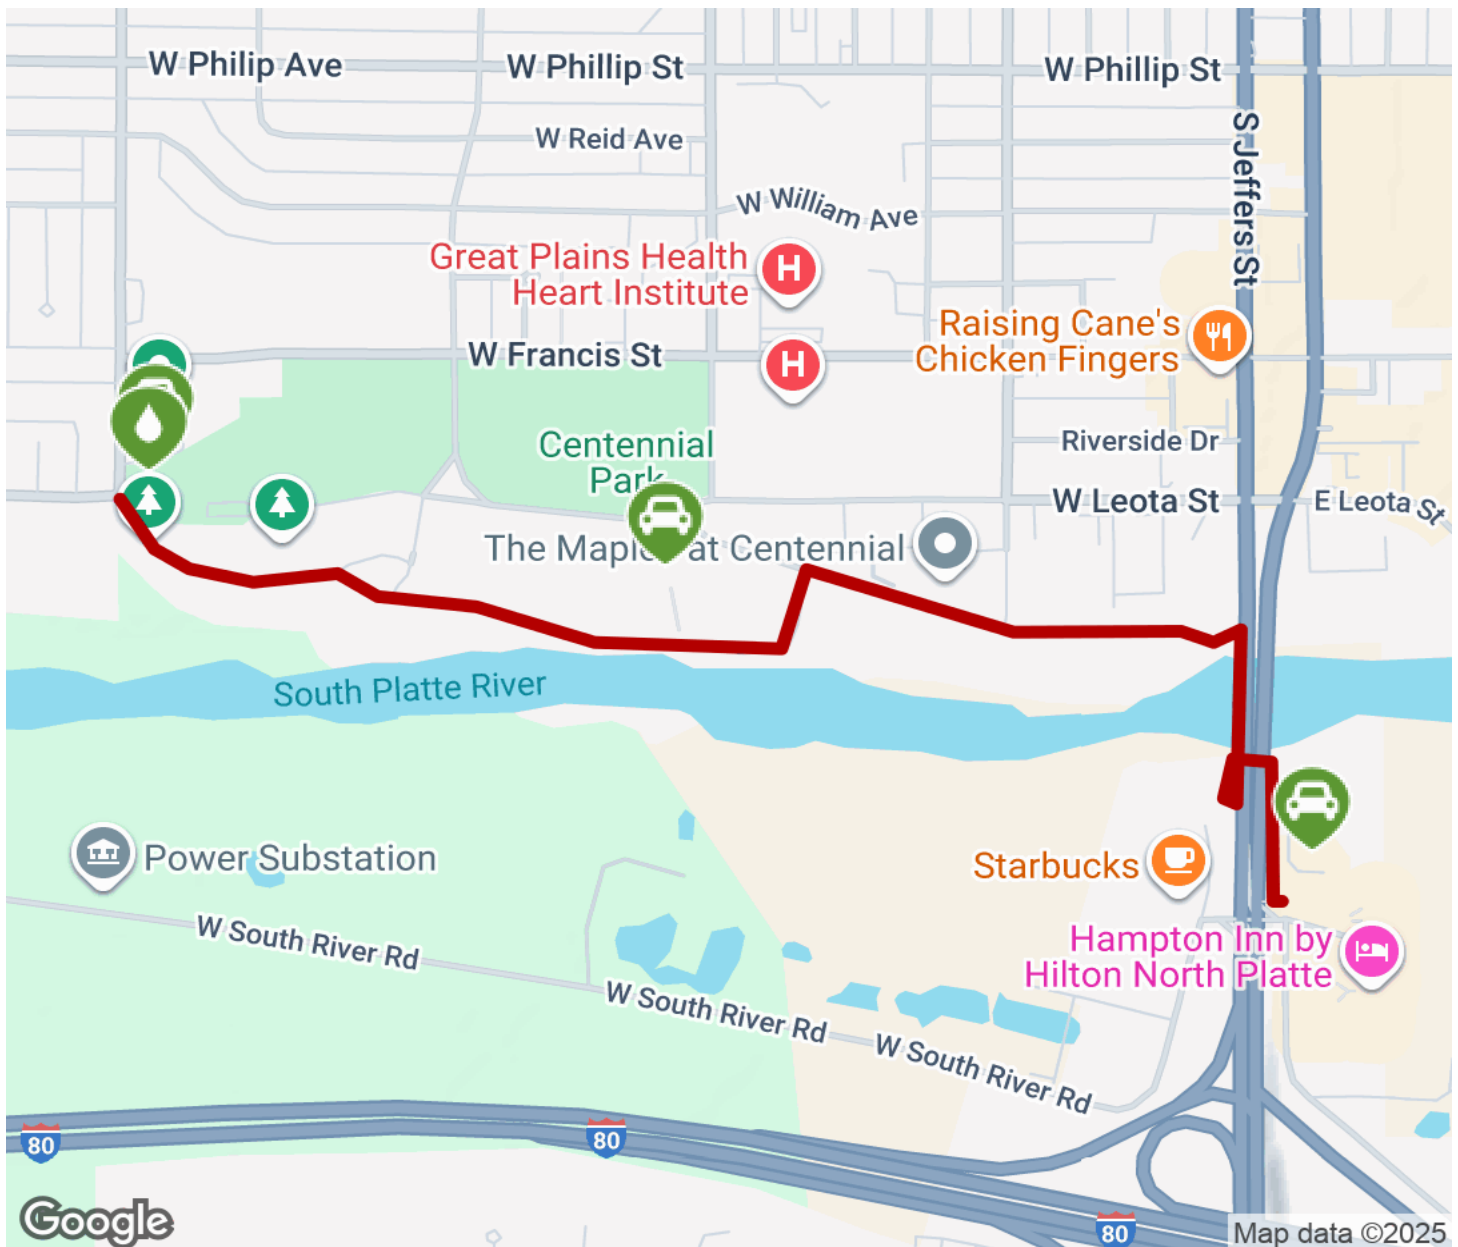 W Philip Ave
W Phillip St
W Phillip St
W Reid Ave
S Jeffers St
W William Ave
Great Plains Health
Heart Institute
H
Raising Cane's
Chicken Fingers
W Francis St
H
Riverside Dr
Centennial
Park
W Leota St
E Leota St
The Maples at Centennial
South Platte River
Power Substation
Starbucks
W South River Rd
Hampton Inn by
Hilton North Platte
W South River Rd
W South River Rd
80
80
80
Google
Map data ©2025